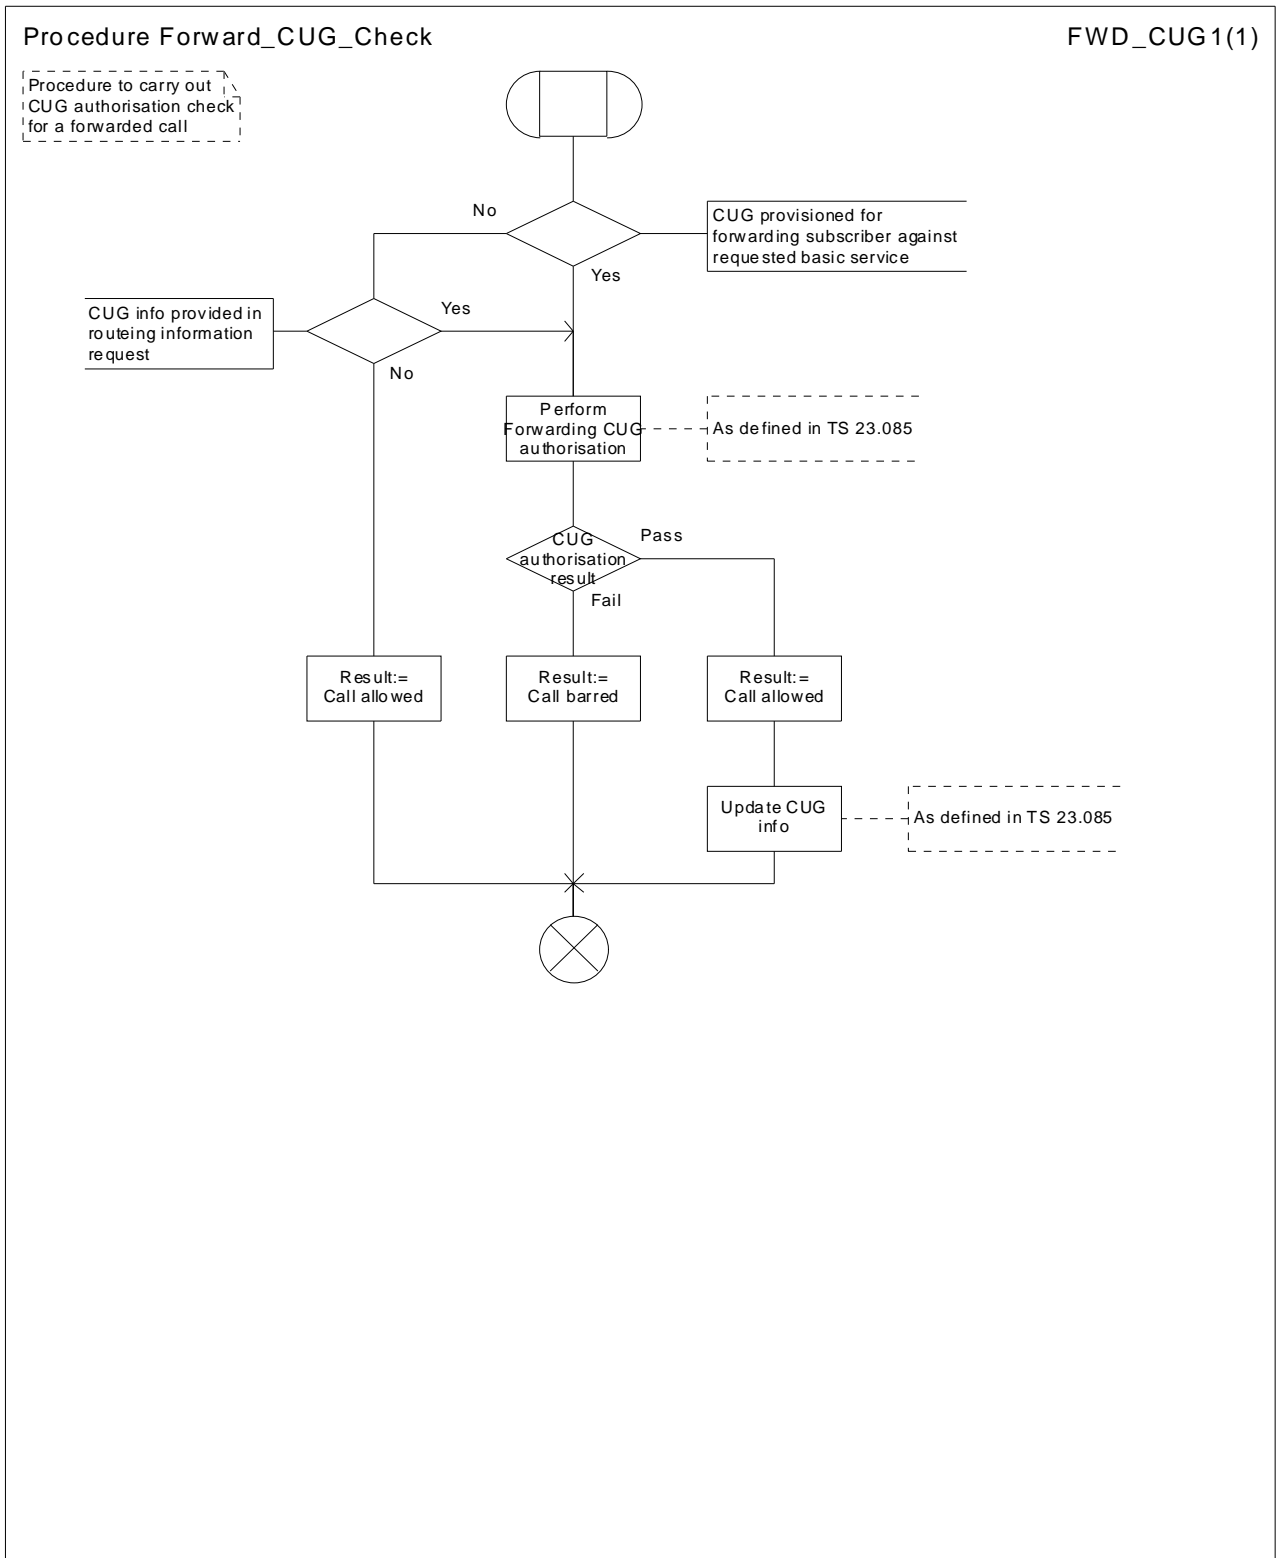 Procedure Forward_CUG_Check
FWD_CUG1(1)
Procedure to carry out
CUG authorisation check
for a forwarded call
No
CUG provisioned for
forwarding subscriber against
requested basic service
Yes
CUG info provided in
routeing information
request
Yes
No
Perform
Forwarding CUG
authorisation
As defined in TS 23.085
CUG
authorisation
result
Pass
Fail
Result:=
Call allowed
Result:=
Call barred
Result:=
Call allowed
Update CUG
info
As defined in TS 23.085